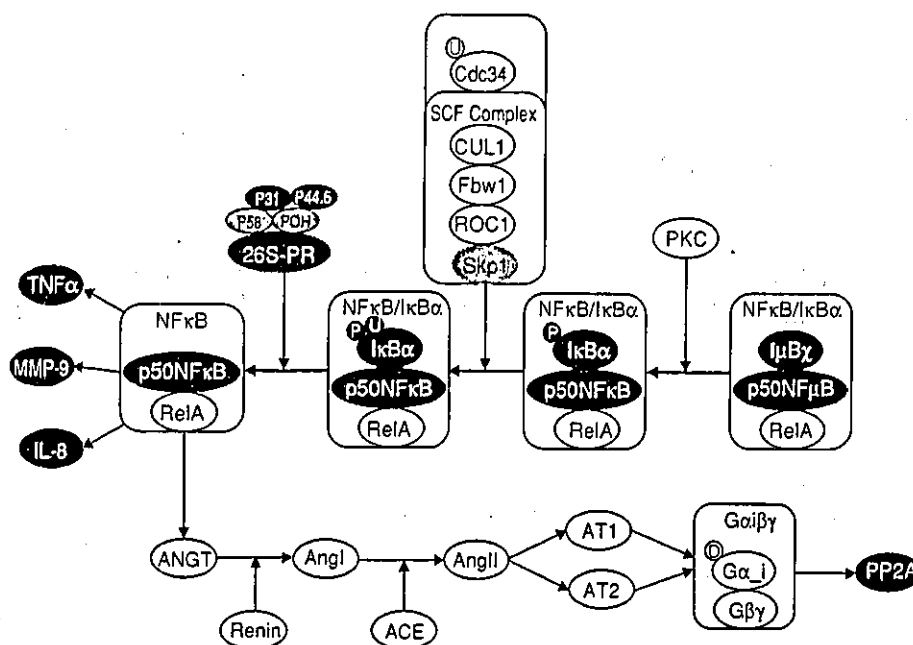 U
Cdc34
SCF Complex
CUL1
Fbw1
ROC1
Skp1
P31 P44.5
P58 POH
26S-PR
PKC
TNFα
MMP-9
IL-8
NFκB
p50NFκB
RelA
NFκB/IκBα
P U
IκBα
p50NFκB
RelA
NFκB/IκBα
P
IκBα
p50NFκB
RelA
NFκB/IκBα
IμBχ
p50NFμB
RelA
ANGT
AngI
AngII
AT1
AT2
Renin
ACE
Gαiβγ
D
Gα_i
Gβγ
PP2A